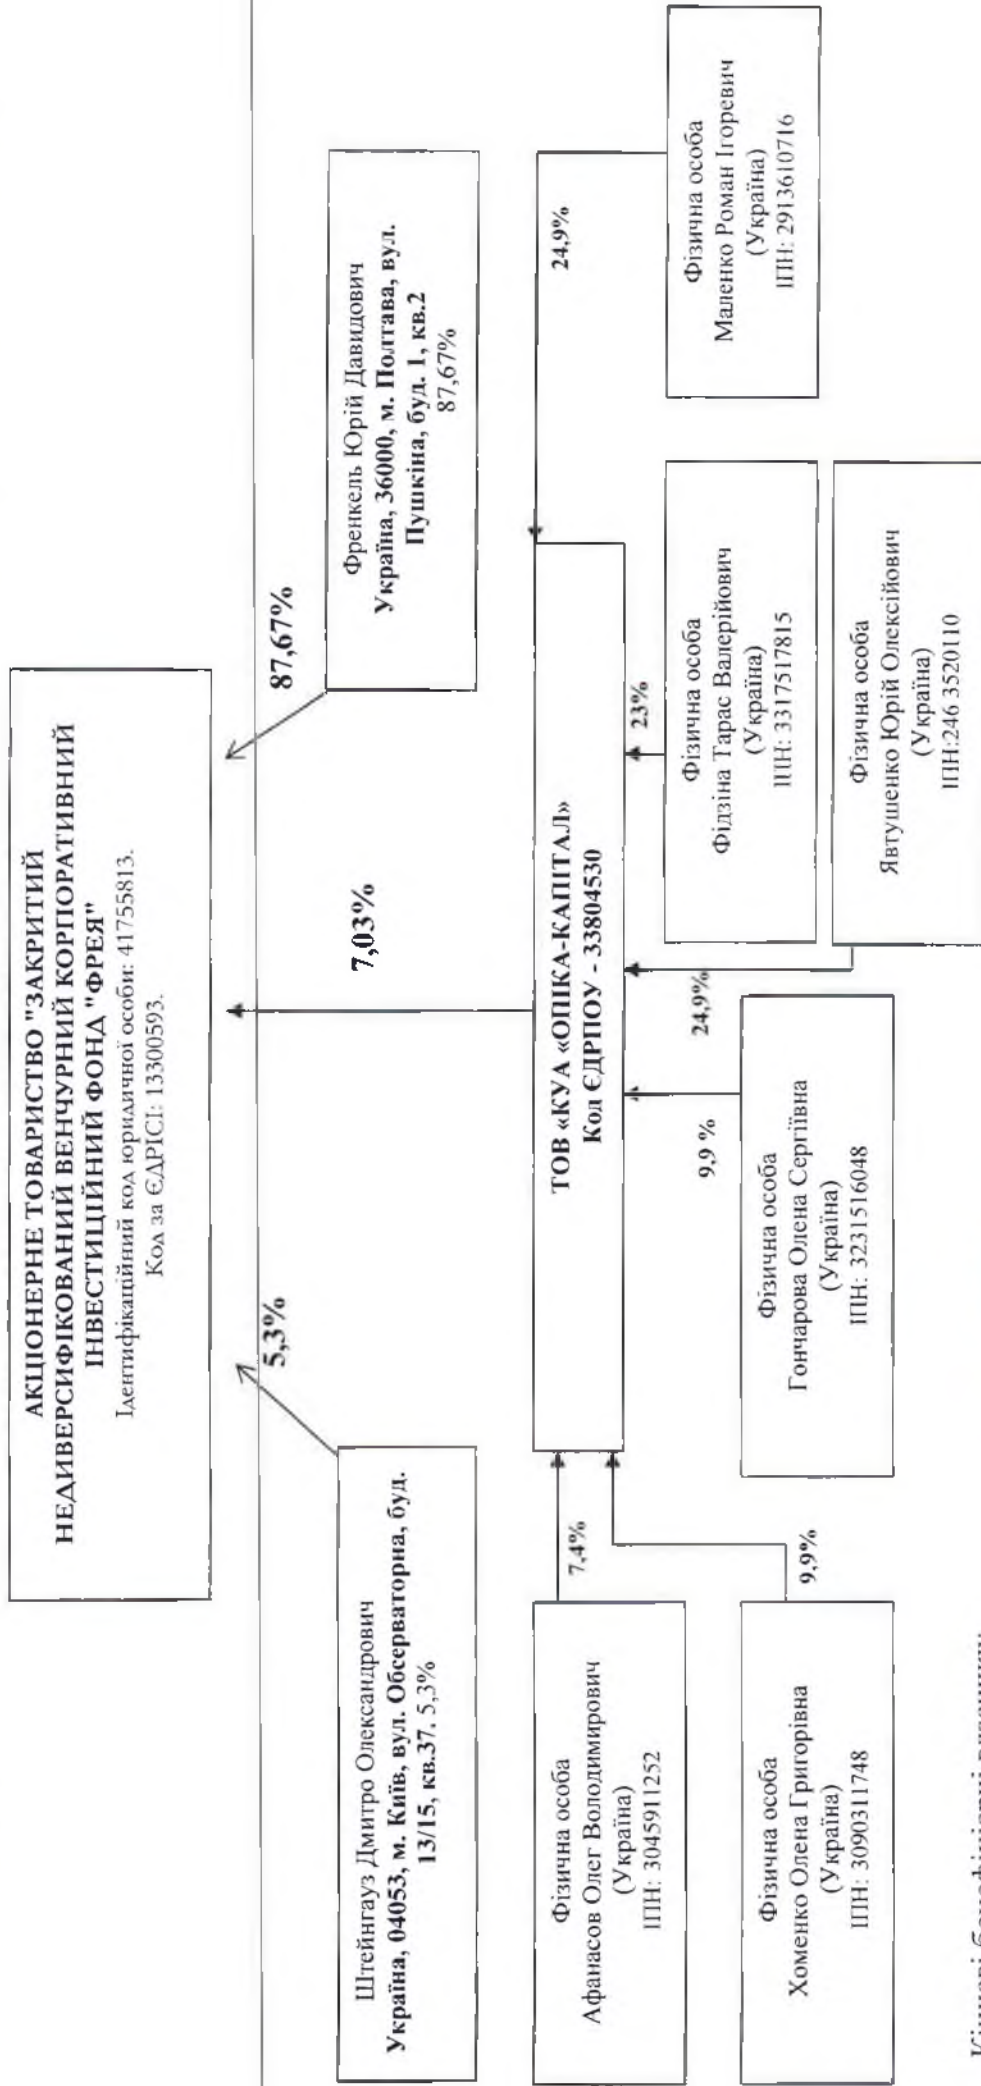 АКЦІОНЕРНЕ ТОВАРИСТВО "ЗАКРИТИЙ
НЕДИВЕРСИФІКОВАНИЙ ВЕНЧУРНИЙ КОРПОРАТИВНИЙ
ІНВЕСТИЦІЙНИЙ ФОНД "ФРЕЯ"
Ідентифікаційний код юридичної особи: 41755813.
Код за ЄДРІСІ: 13300593.
5,3%
7,03%
87,67%
Штейнгауз Дмитро Олександрович
Україна, 04053, м. Київ, вул. Обсерваторна, буд.
13/15, кв.37. 5,3%
Френкель Юрій Давидович
Україна, 36000, м. Полтава, вул.
Пушкіна, буд. 1, кв.2
87,67%
ТОВ «КУА «ОПІКА-КАПІТАЛ»
Код ЄДРПОУ - 33804530
7,4%
9,9%
9,9 %
24,9%
23%
24,9%
Фізична особа
Афанасов Олег Володимирович
(Україна)
ІПН: 3045911252
Фізична особа
Хоменко Олена Григорівна
(Україна)
ІПН: 3090311748
Фізична особа
Гончарова Олена Сергіївна
(Україна)
ІПН: 3231516048
Фізична особа
Фідзіна Тарас Валерійович
(Україна)
ІПН: 3317517815
Фізична особа
Явтушенко Юрій Олексійович
(Україна)
ІПН:246 3520110
Фізична особа
Маленко Роман Ігоревич
(Україна)
ІПН: 2913610716